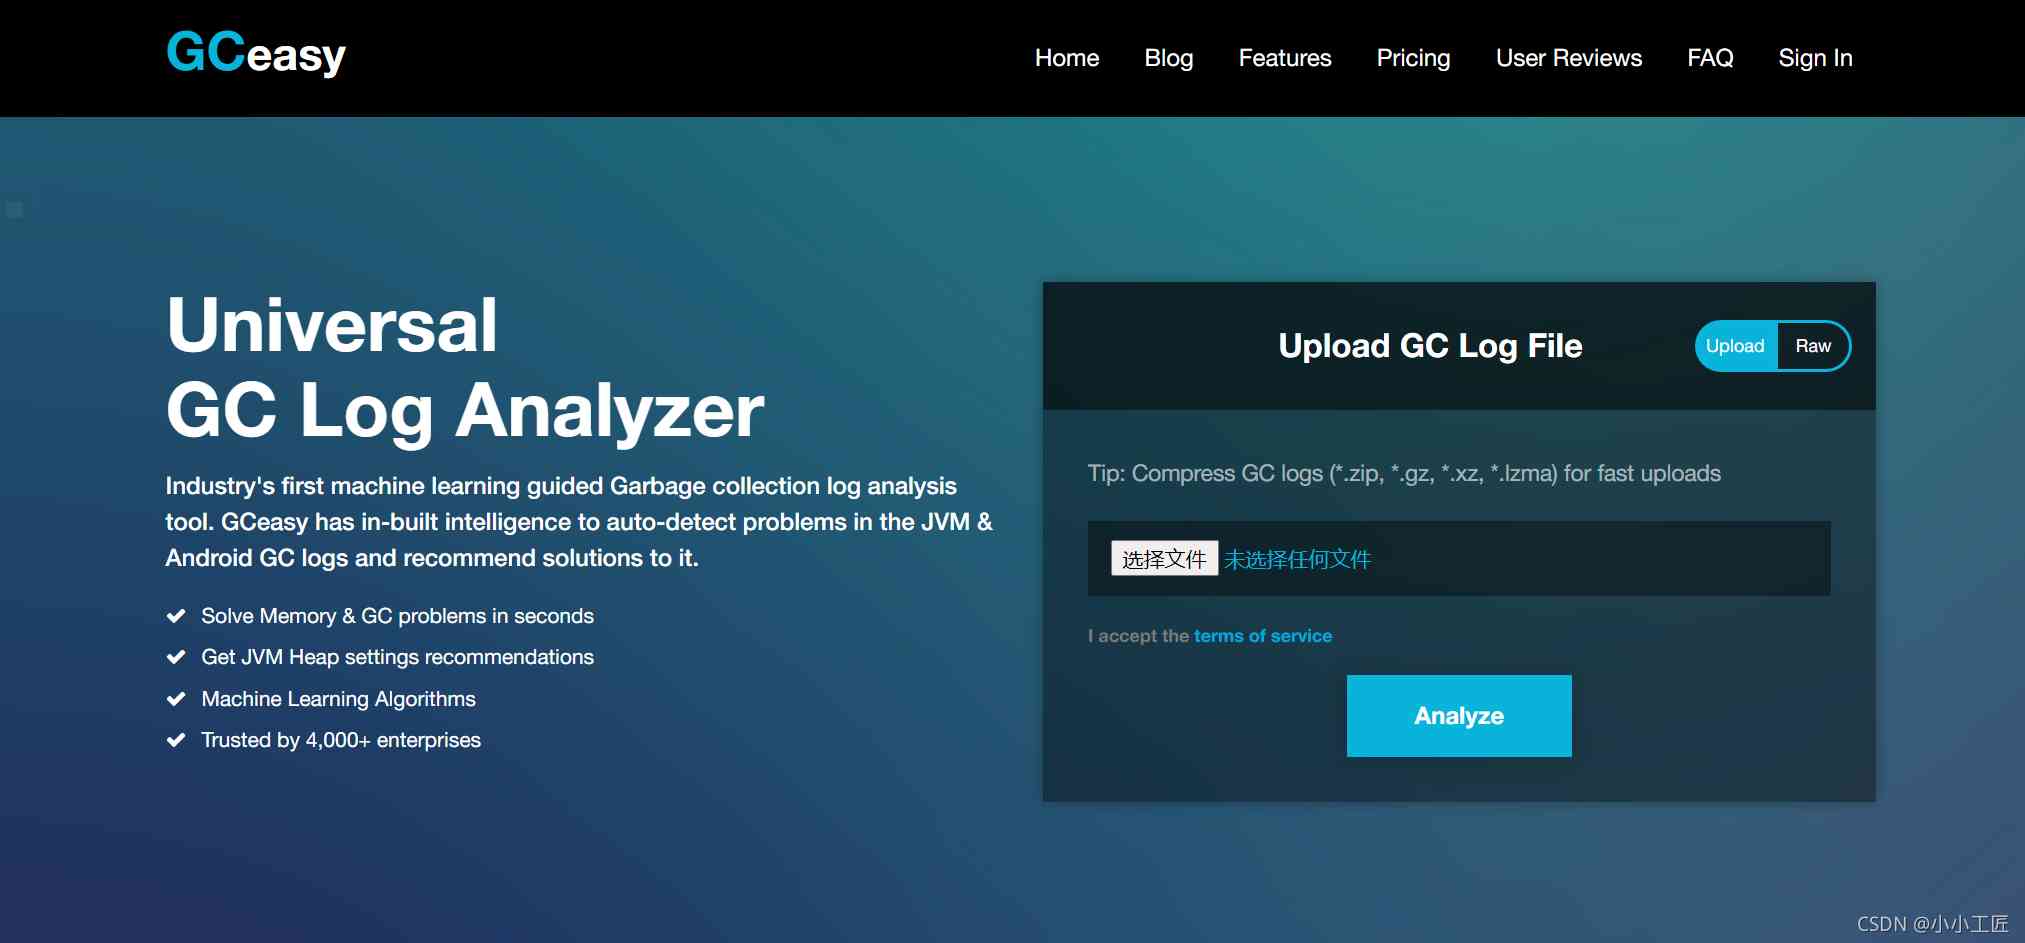 GCeasy
Home Blog Features Pricing User Reviews FAQ Sign In
Universal
GC Log Analyzer
Industry's first machine learning guided Garbage collection log analysis
tool. GCeasy has in-built intelligence to auto-detect problems in the JVM &
Android GC logs and recommend solutions to it.
Solve Memory & GC problems in seconds
Get JVM Heap settings recommendations
Machine Learning Algorithms
Trusted by 4,000+ enterprises
Upload GC Log File
Upload Raw
Tip: Compress GC logs (*.zip, *.gz, *.xz, *.lzma) for fast uploads
选择文件 未选择任何文件
I accept the terms of service
Analyze
CSDN @小小工匠